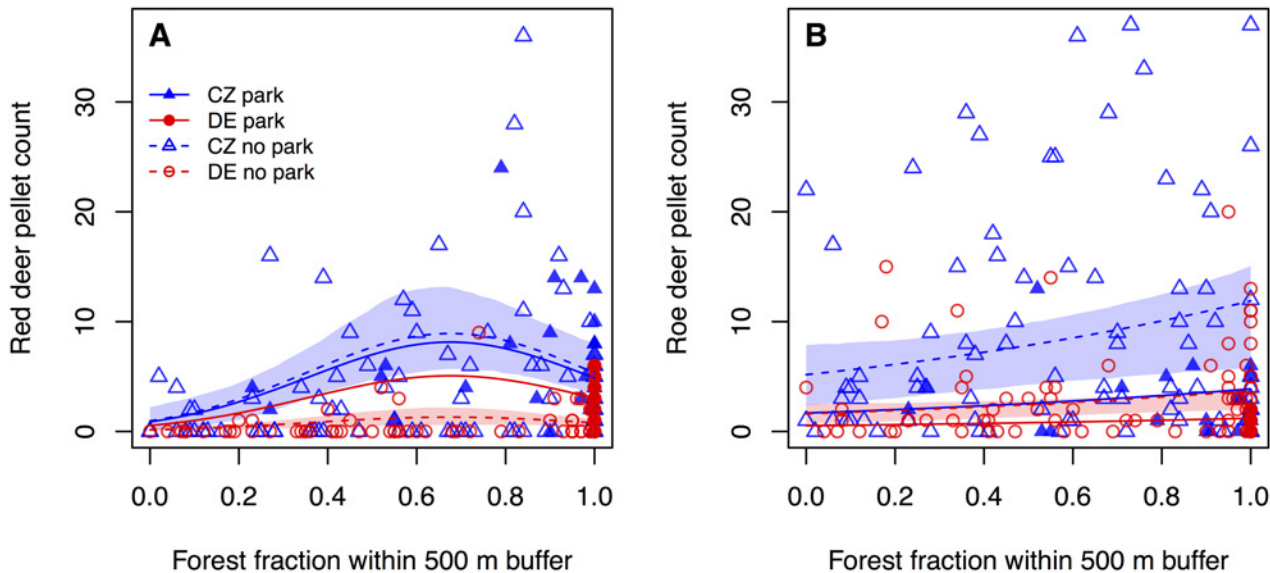 A
Red deer pellet count
0
10
20
30
CZ park
DE park
CZ no park
DE no park
0.0 0.2 0.4 0.6 0.8 1.0
Forest fraction within 500 m buffer
B
Roe deer pellet count
0
10
20
30
0.0 0.2 0.4 0.6 0.8 1.0
Forest fraction within 500 m buffer